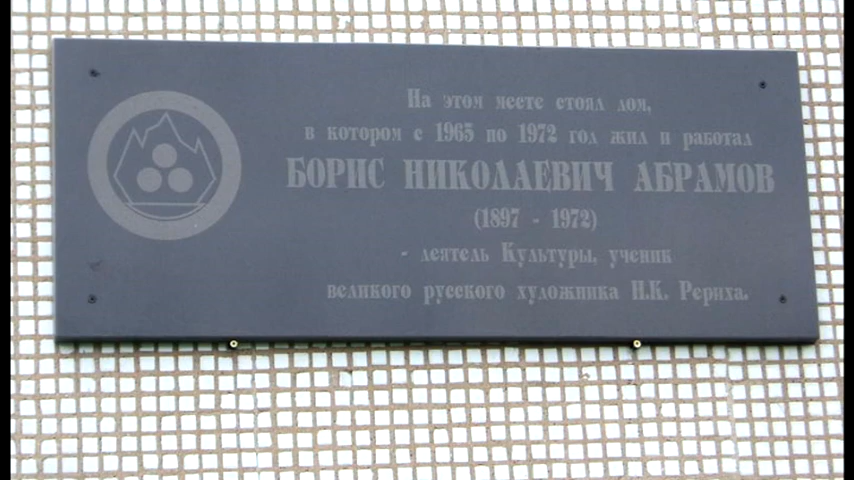 На этом месте стоял дом,
в котором с 1965 по 1972 год жил и работал
БОРИС НИКОЛАЕВИЧ АБРАМОВ
(1897 - 1972)
- деятель Культуры, ученик
великого русского художника Н.К. Рериха.